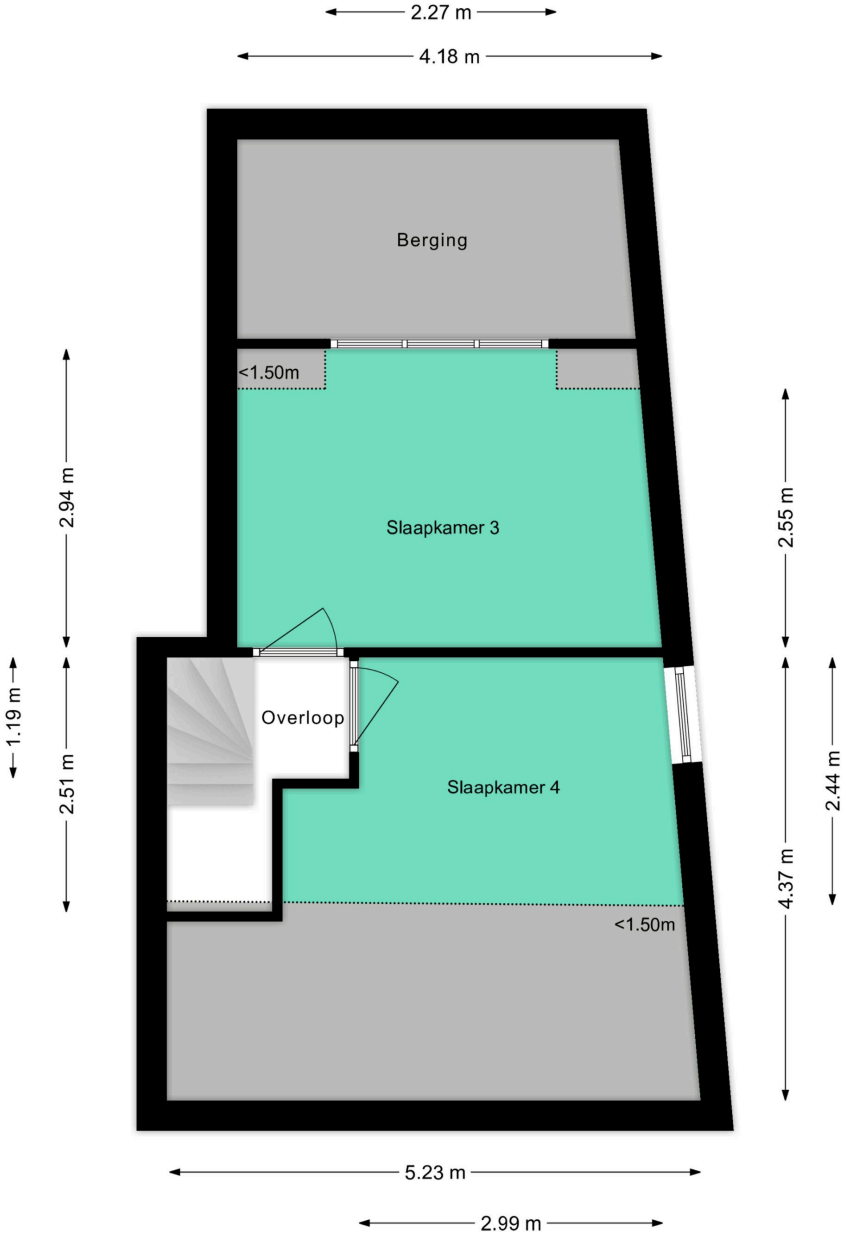 2.27 m
4.18 m
Berging
<1.50m
2.94 m
2.55 m
Slaapkamer 3
Overloop
1.19 m
2.51 m
Slaapkamer 4
2.44 m
4.37 m
<1.50m
5.23 m
2.99 m